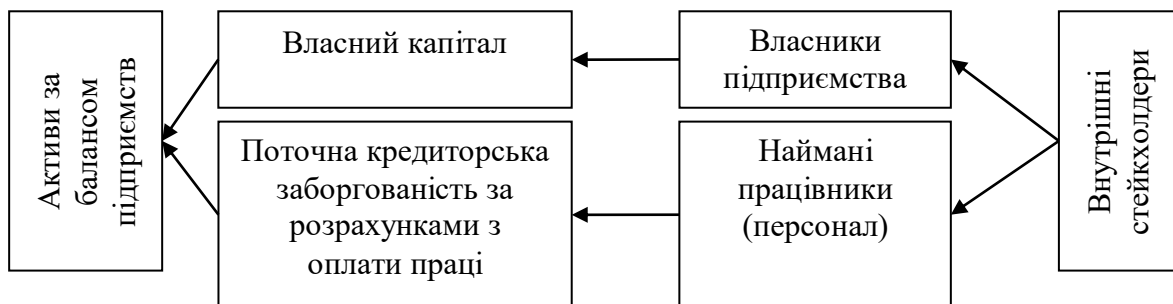 Активи за
балансом
підприємств
Власний капітал
Поточна кредиторська
заборгованість за
розрахунками з
оплати праці
Власники
підприємства
Наймані
працівники
(персонал)
Внутрішні
стейкхолдери